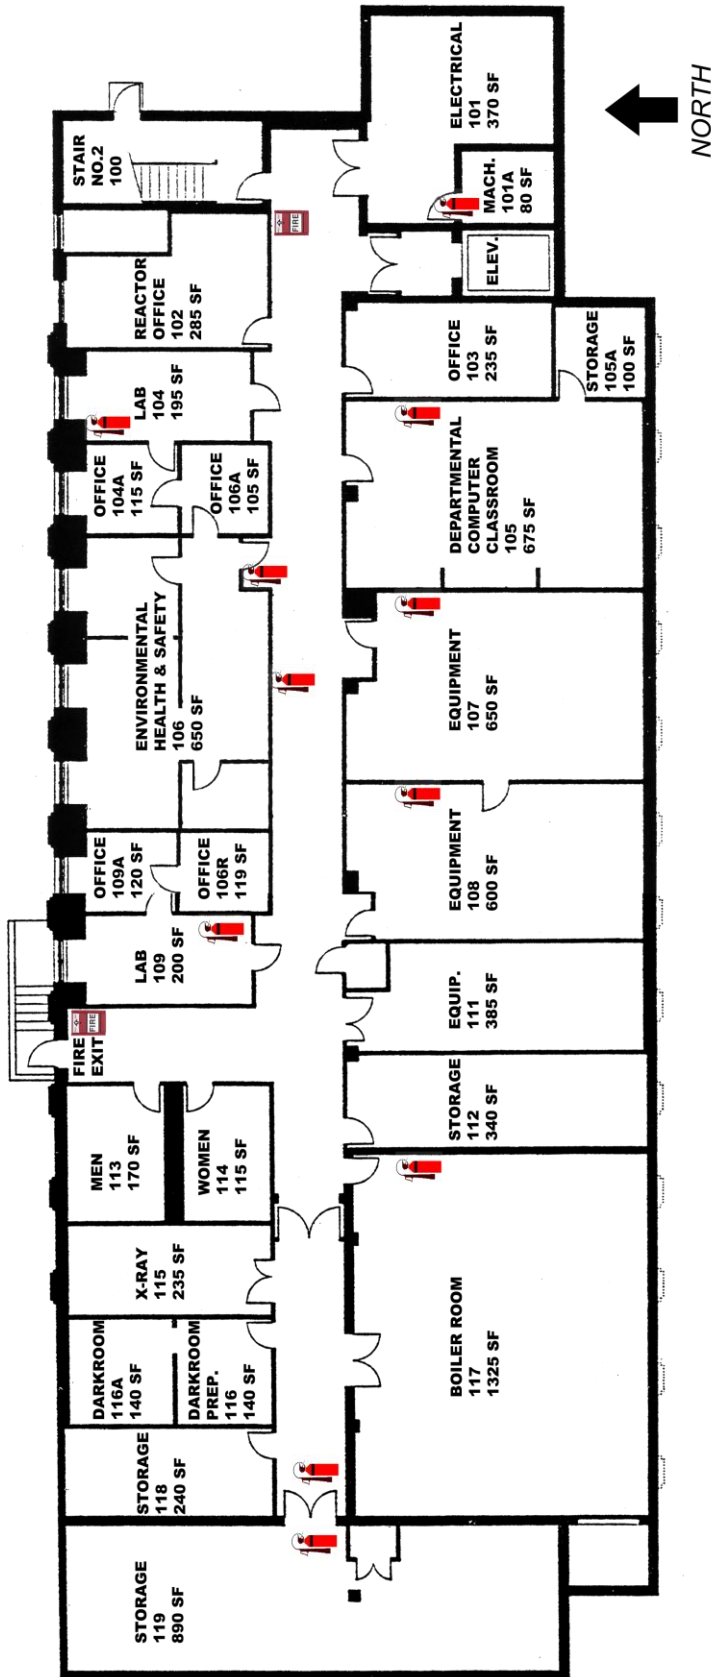 STAIR
NO.2
100
ELECTRICAL
101
370 SF
MACH.
101A
80 SF
ELEV.
FIRE
REACTOR
OFFICE
102
285 SF
OFFICE
103
235 SF
STORAGE
105A
100 SF
LAB
104
195 SF
OFFICE
104A
115 SF
OFFICE
106A
105 SF
DEPARTMENTAL
COMPUTER
CLASSROOM
105
675 SF
ENVIRONMENTAL
HEALTH & SAFETY
106
650 SF
EQUIPMENT
107
650 SF
OFFICE
109A
120 SF
OFFICE
106R
119 SF
EQUIPMENT
108
600 SF
LAB
109
200 SF
EQUIP.
111
385 SF
FIRE
FIRE
EXIT
STORAGE
112
340 SF
MEN
113
170 SF
WOMEN
114
115 SF
X-RAY
115
235 SF
DARKROOM
116A
140 SF
DARKROOM
PREP.
116
140 SF
BOILER ROOM
117
1325 SF
STORAGE
118
240 SF
STORAGE
119
890 SF
NORTH